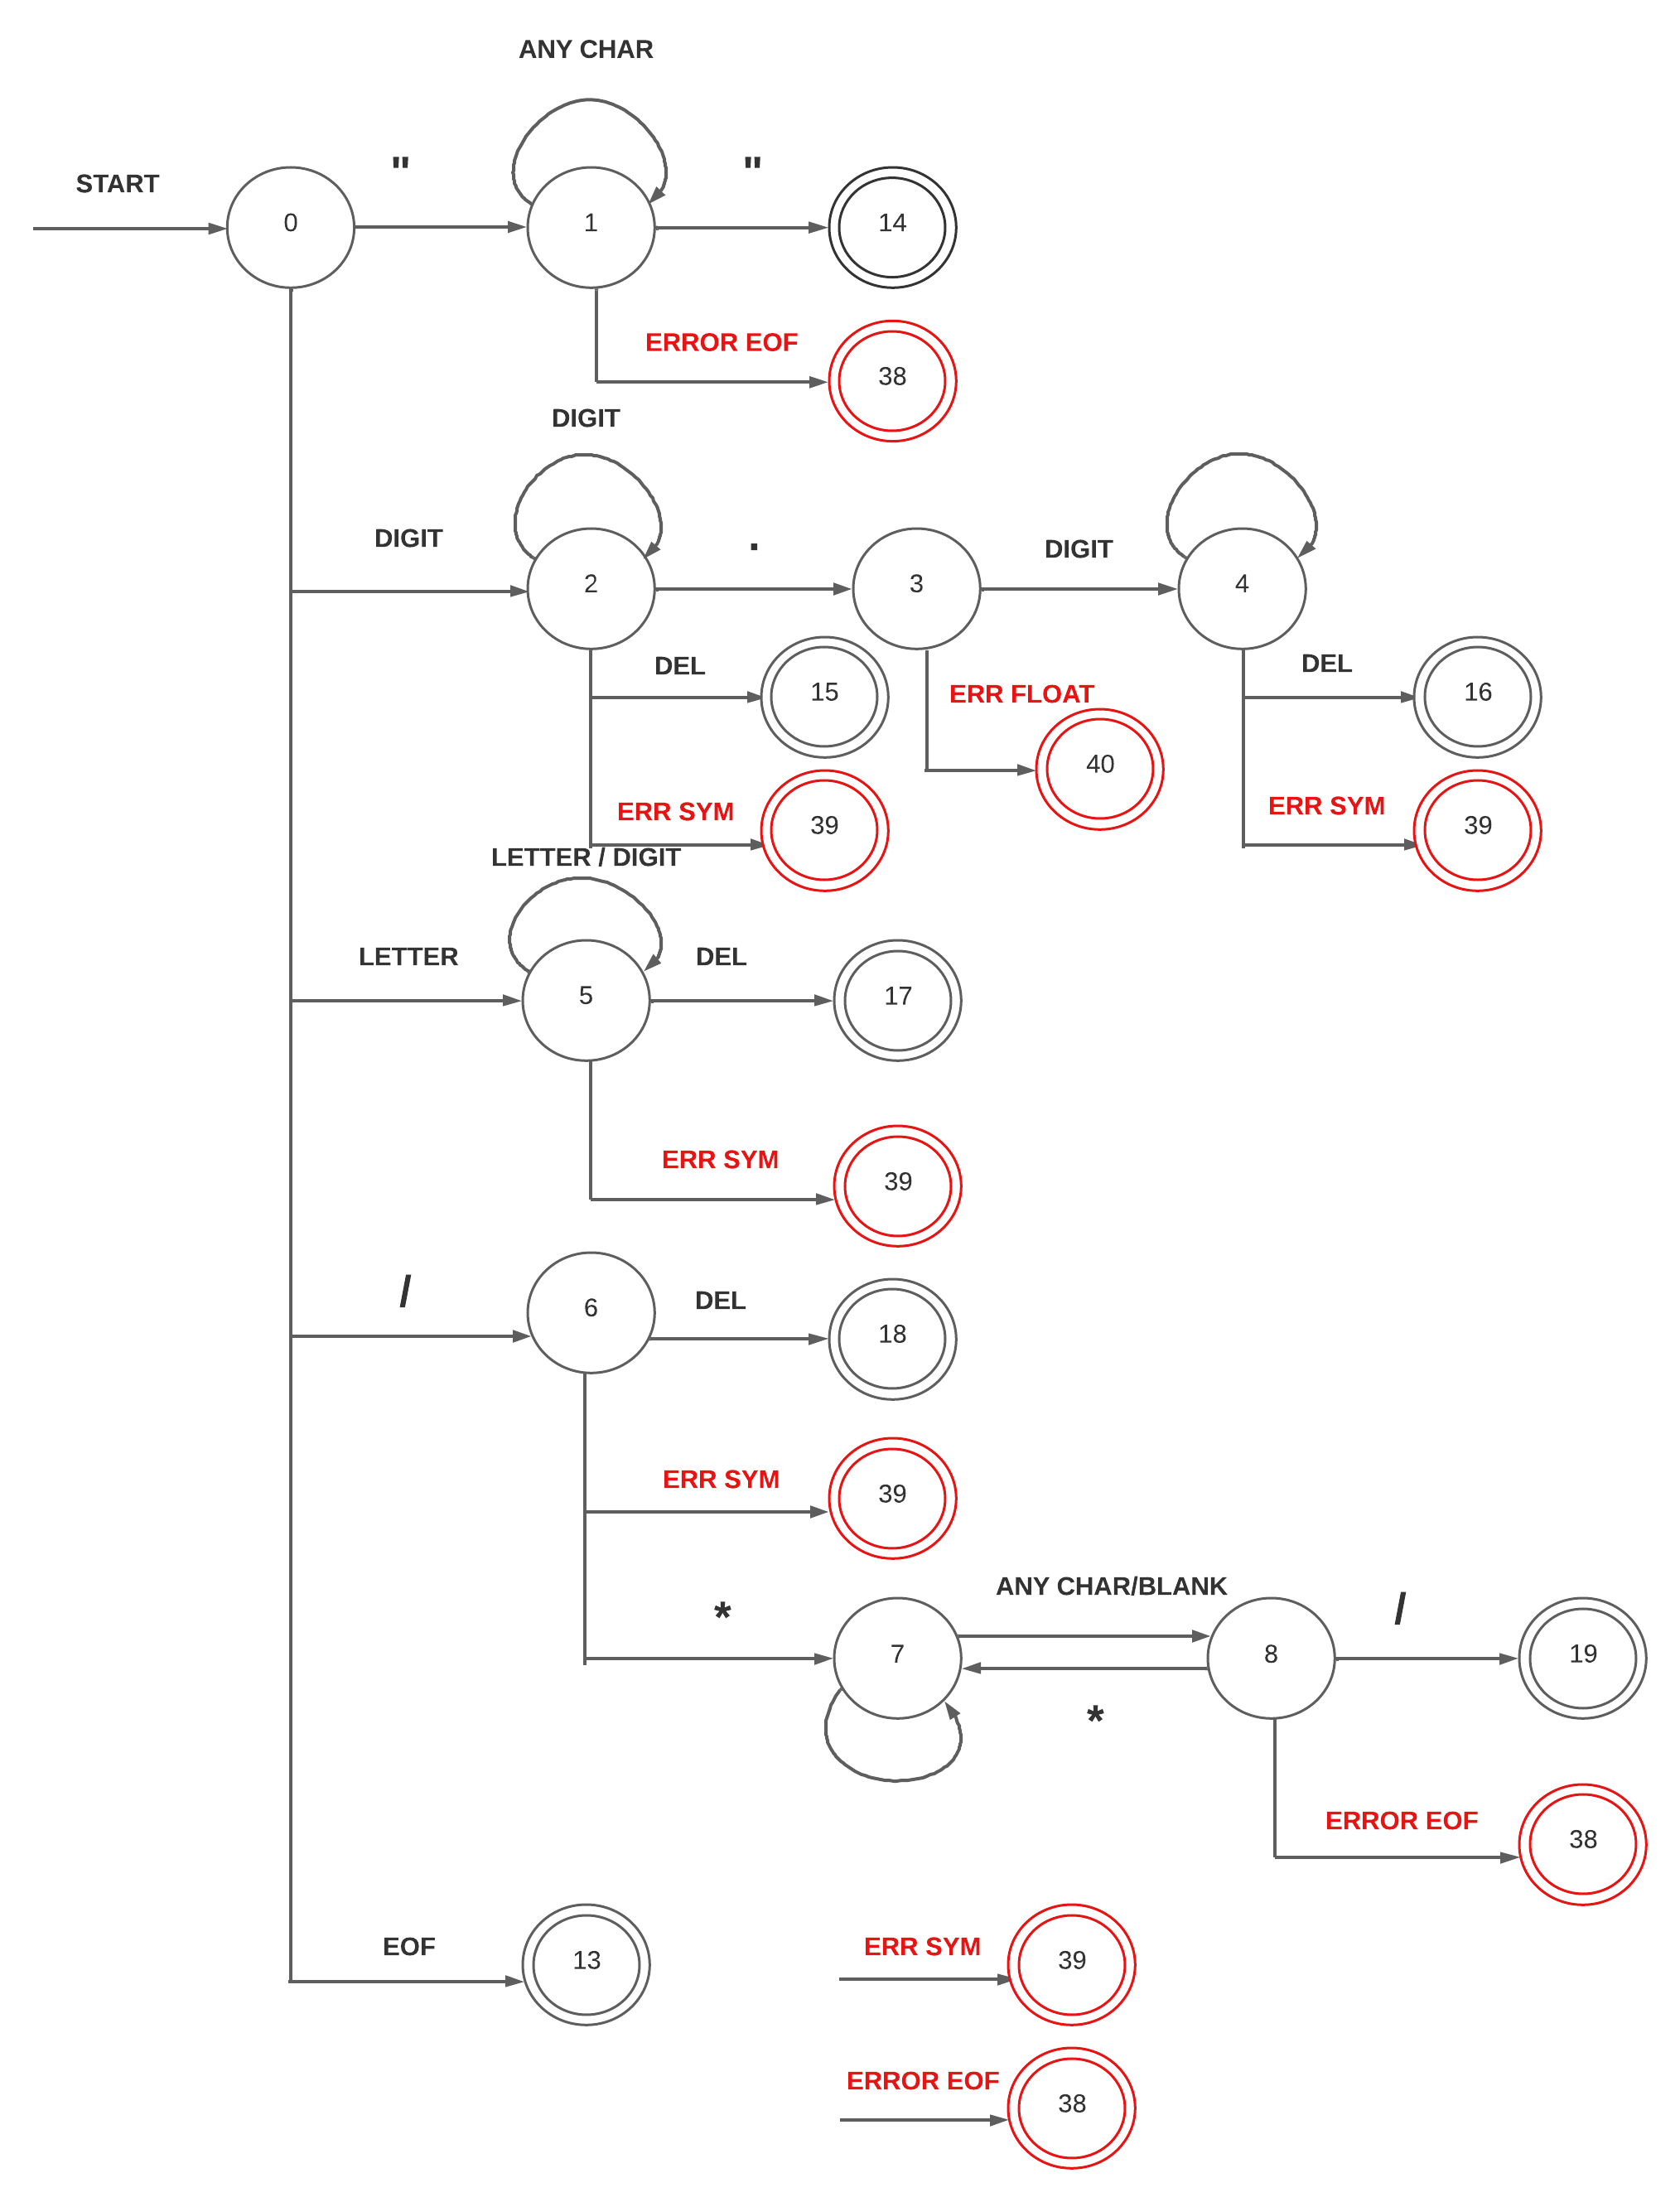 ANY CHAR
START
"
"
0
1
14
ERROR EOF
38
DIGIT
DIGIT
.
DIGIT
2
3
4
DEL
15
ERR FLOAT
40
DEL
16
ERR SYM
39
ERR SYM
39
LETTER / DIGIT
LETTER
DEL
5
17
ERR SYM
39
/
6
DEL
18
ERR SYM
39
ANY CHAR/BLANK
*
/
7
8
19
*
ERROR EOF
38
EOF
13
ERR SYM
39
ERROR EOF
38